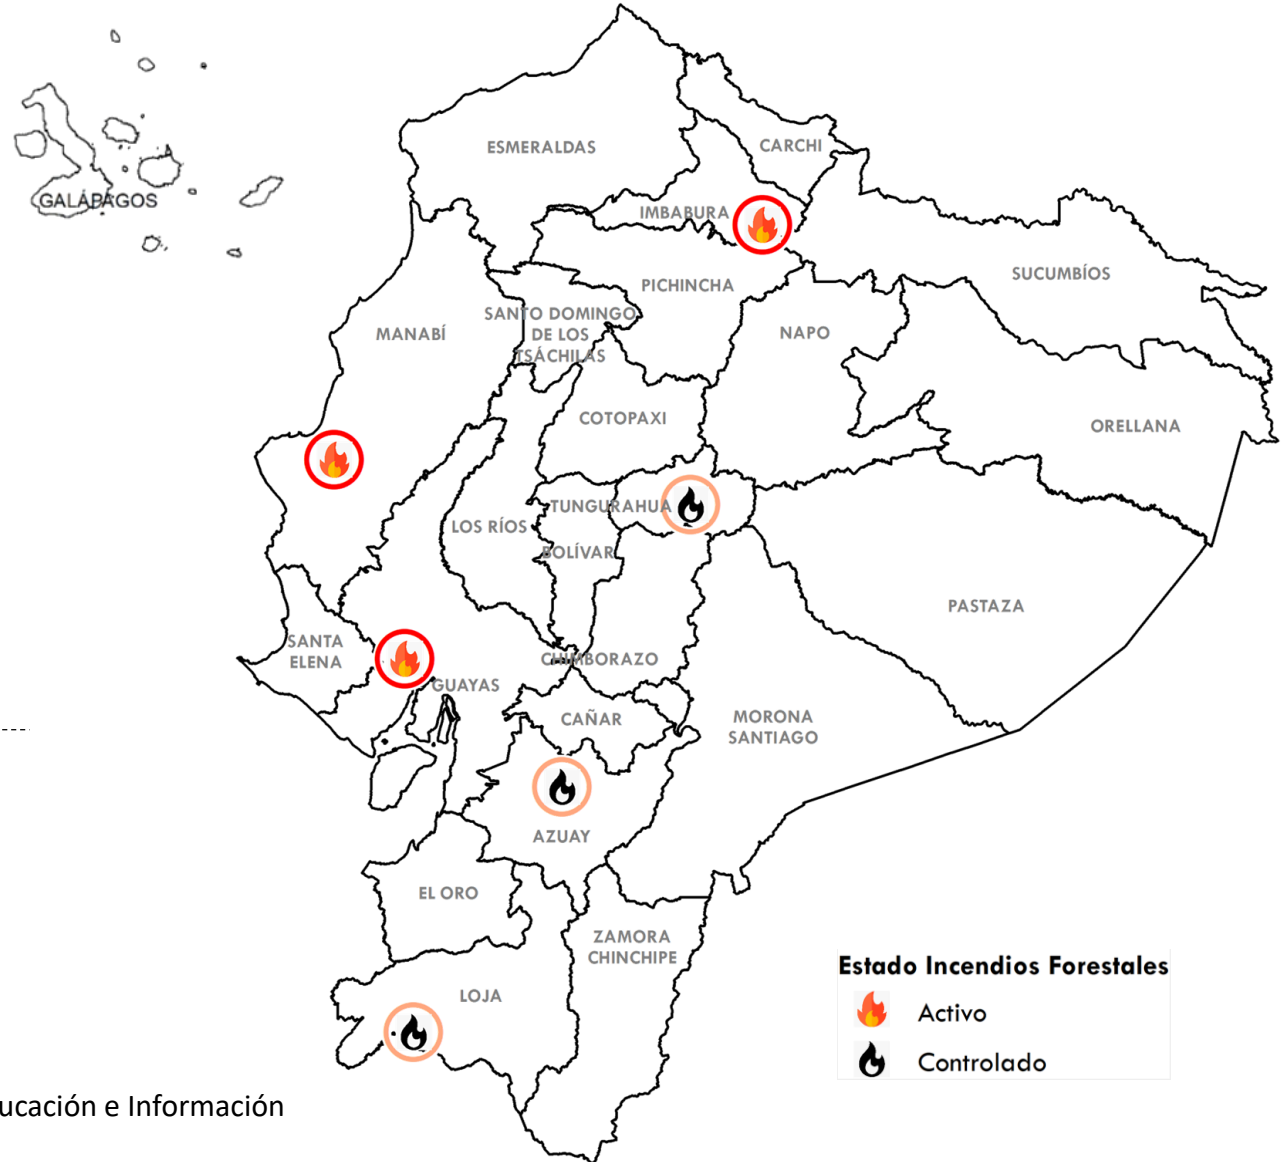 ESMERALDAS
CARCHI
GALÁPAGOS
IMBABURA
SUCUMBÍOS
PICHINCHA
SANTO DOMINGO
DE LOS
TSÁCHILAS
MANABÍ
NAPO
COTOPAXI
ORELLANA
TUNGURAHUA
LOS RÍOS
BOLÍVAR
PASTAZA
SANTA
ELENA
CHIMBORAZO
GUAYAS
CAÑAR
MORONA
SANTIAGO
AZUAY
EL ORO
ZAMORA
CHINCHIPE
LOJA
Estado Incendios Forestales
Activo
Controlado
ucación e Información